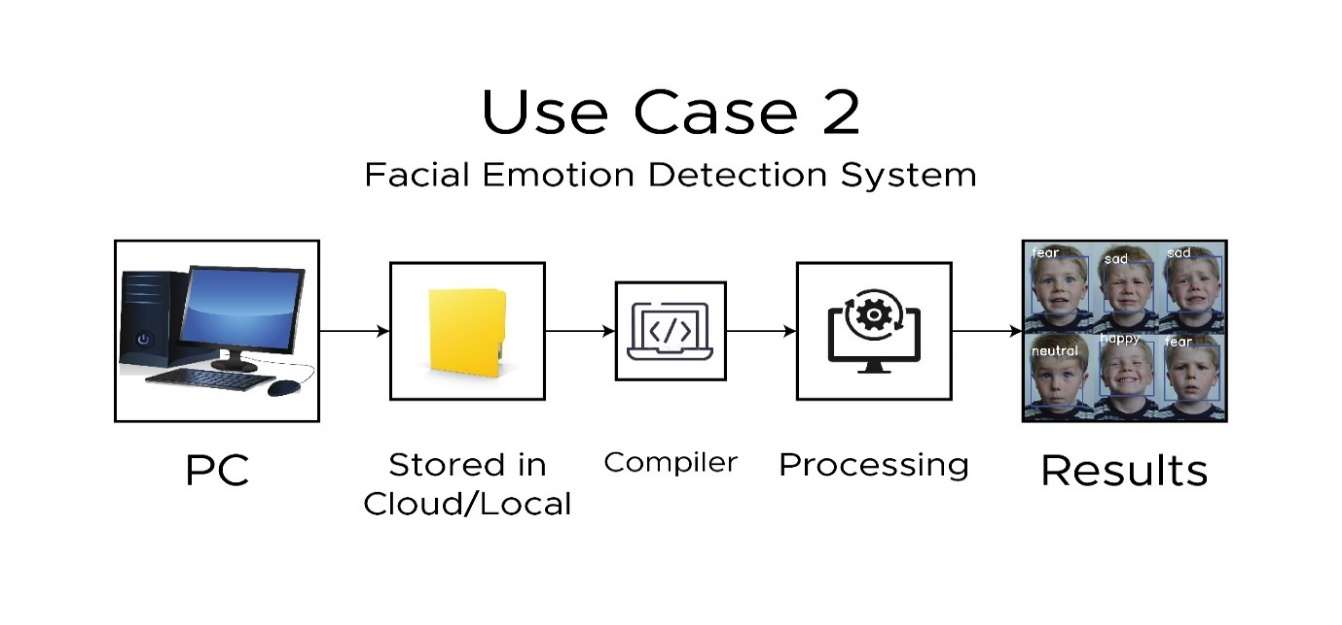 Use Case 2
Facial Emotion Detection System
fear
sad
sad
neutral
happy
fear
</>
PC
Stored in
Cloud/Local
Compiler
Processing
Results